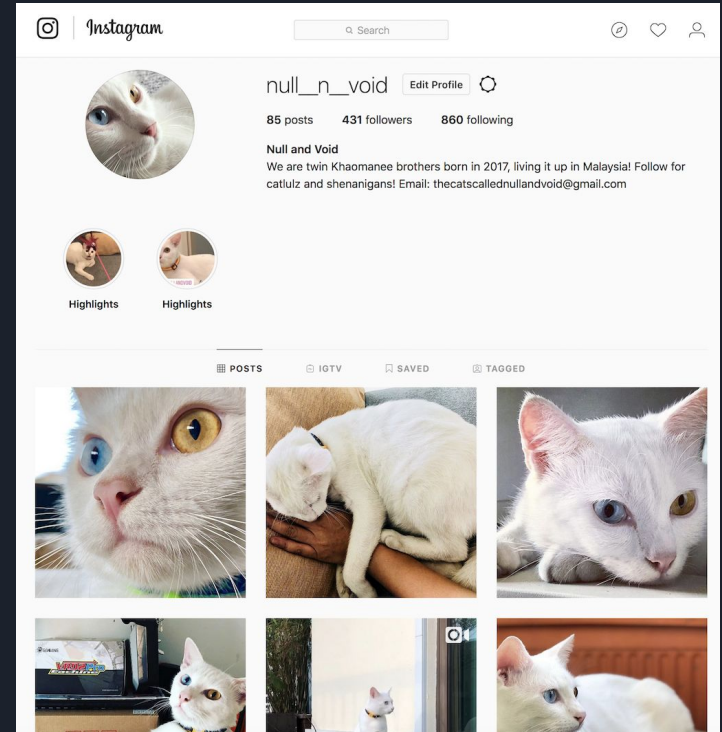 Instagram
Search
null__n__void Edit Profile
85 posts 431 followers 860 following
Null and Void
We are twin Khaomanee brothers born in 2017, living it up in Malaysia! Follow for
catlulz and shenanigans! Email: thecatscallednullandvoid@gmail.com
Highlights Highlights
POSTS IGTV SAVED TAGGED